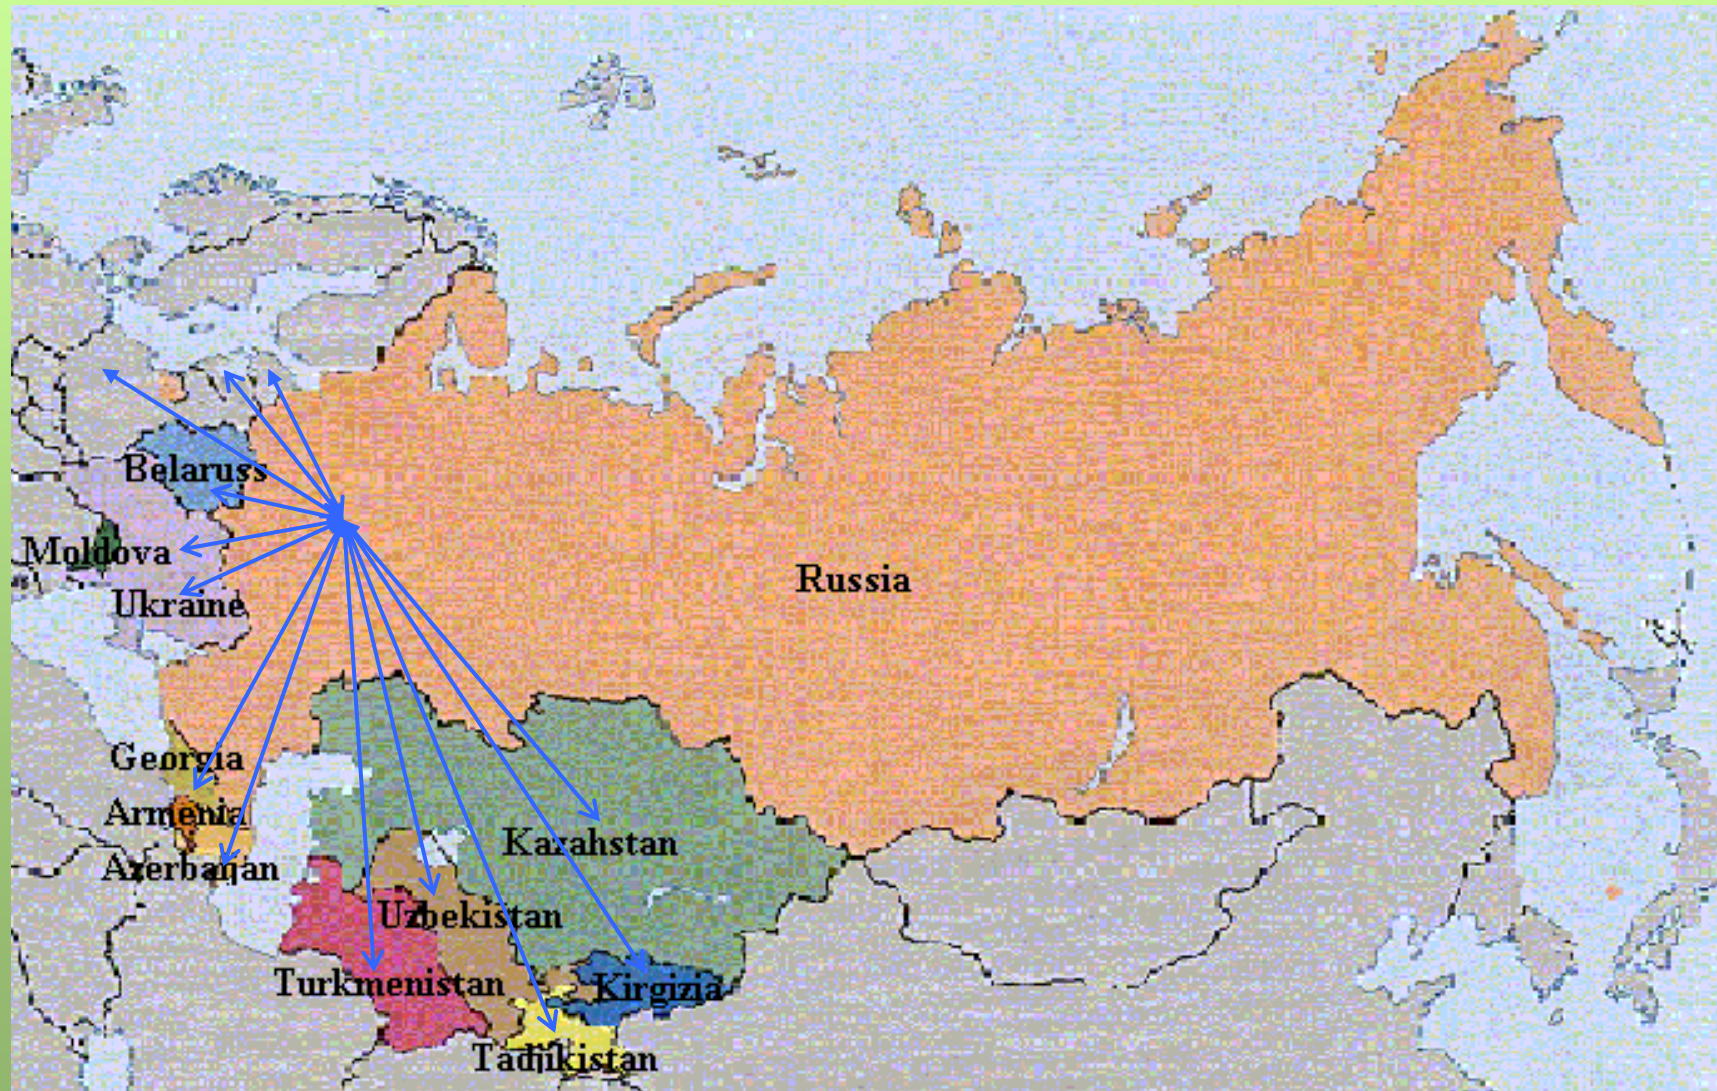 Belaruss
Moldova
Russia
Ukraine
Georgia
Armenia
Kazahstan
Azerbaijan
Uzbekistan
Turkmenistan
Kirgizia
Tadjikistan